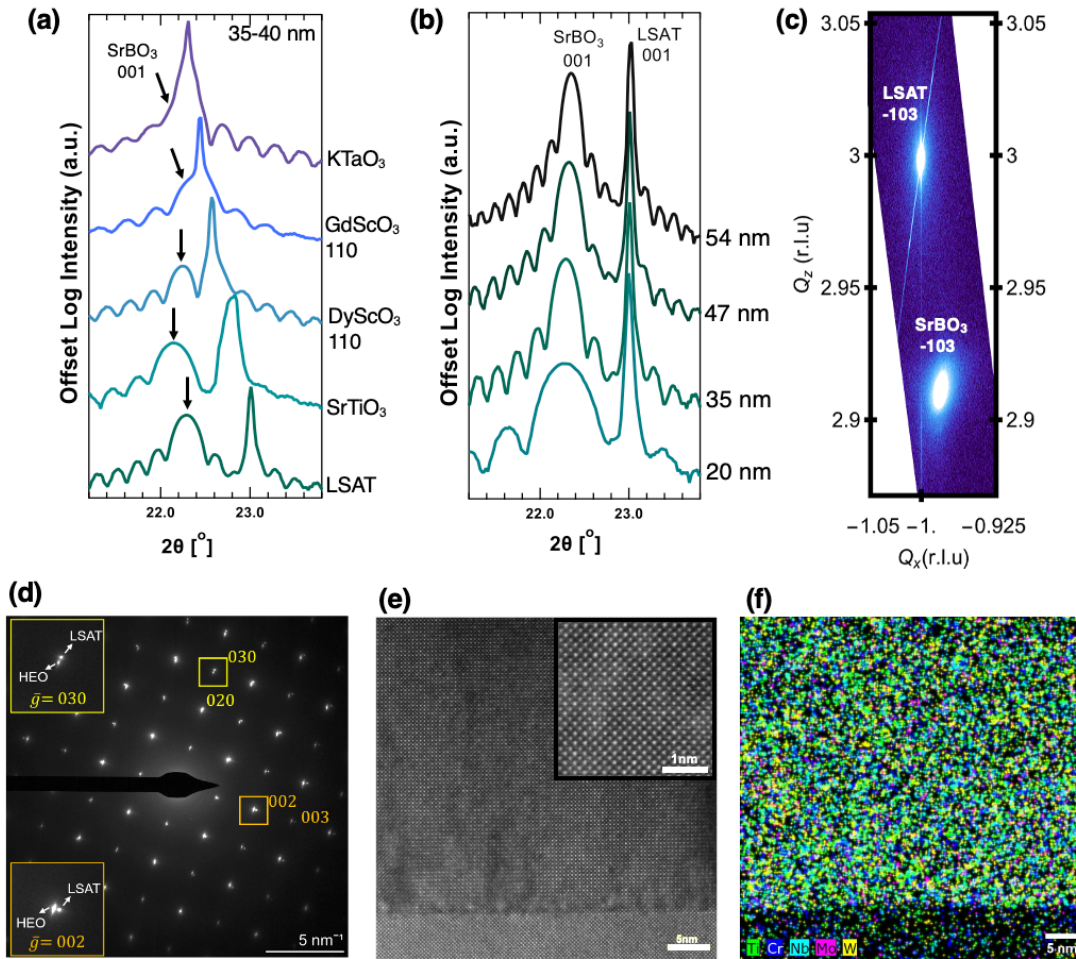 (a)
35-40 nm
SrBO₃
001
KTaO₃
GdScO₃
110
DyScO₃
110
SrTiO₃
LSAT
Offset Log Intensity (a.u.)
22.0 23.0
2θ [°]
(b)
SrBO₃
001
LSAT
001
54 nm
47 nm
35 nm
20 nm
Offset Log Intensity (a.u.)
22.0 23.0
2θ [°]
(c)
3.05 3.05
LSAT
-103
3 3
2.95 2.95
SrBO₃
-103
2.9 2.9
Q_z (r.l.u)
−1.05 −1. −0.925
Qₓ(r.l.u)
(d)
LSAT
HEO
ḡ= 030
030
020
002
003
LSAT
HEO
ḡ= 002
5 nm⁻¹
(e)
1nm
5nm
(f)
Ti Cr Nb Mo W
5 nm